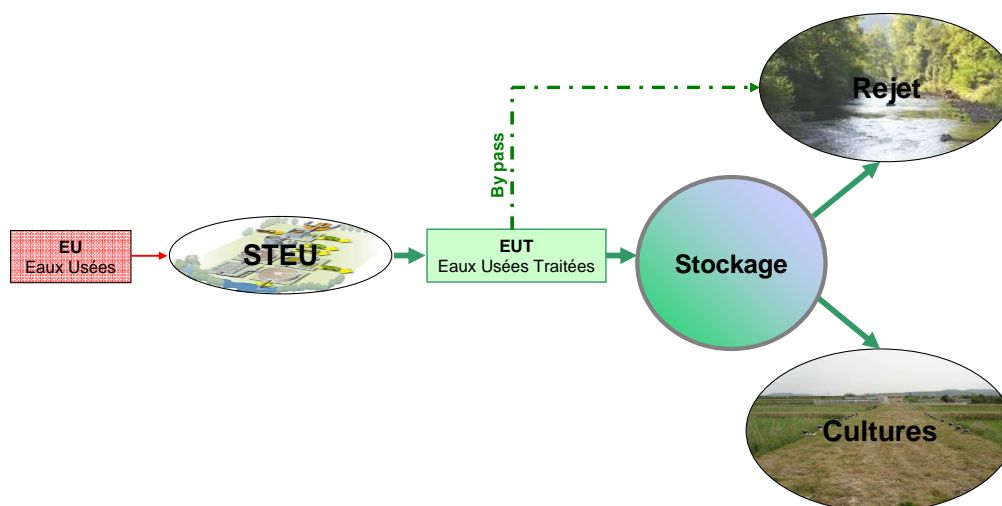 Rejet
By pass
EU
Eaux Usées
STEU
EUT
Eaux Usées Traitées
Stockage
Cultures